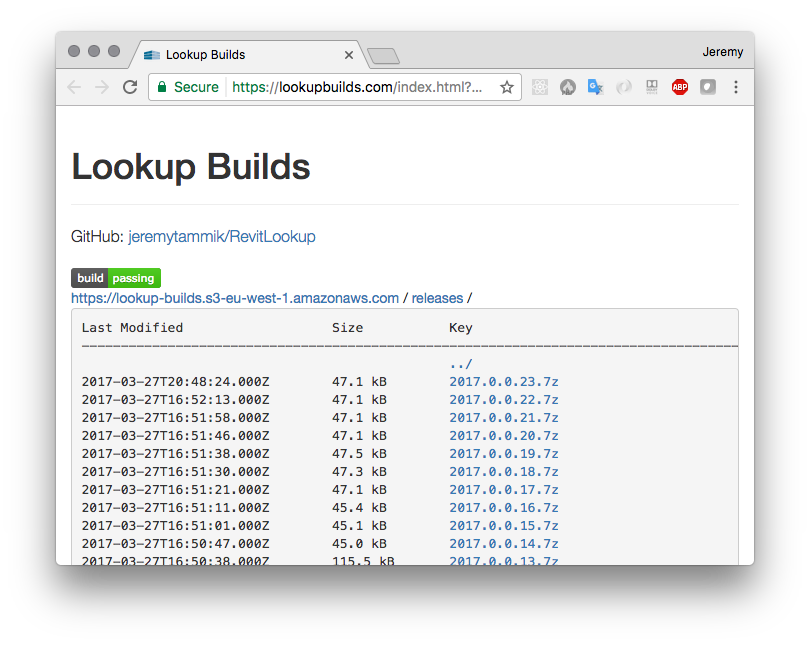 Lookup Builds
Jeremy
Secure https://lookupbuilds.com/index.html?...
ABP
Lookup Builds
GitHub: jeremytammik/RevitLookup
build passing
https://lookup-builds.s3-eu-west-1.amazonaws.com / releases /
Last Modified Size Key
../
2017-03-27T20:48:24.000Z 47.1 kB 2017.0.0.23.7z
2017-03-27T16:52:13.000Z 47.1 kB 2017.0.0.22.7z
2017-03-27T16:51:58.000Z 47.1 kB 2017.0.0.21.7z
2017-03-27T16:51:46.000Z 47.1 kB 2017.0.0.20.7z
2017-03-27T16:51:38.000Z 47.5 kB 2017.0.0.19.7z
2017-03-27T16:51:30.000Z 47.3 kB 2017.0.0.18.7z
2017-03-27T16:51:21.000Z 47.1 kB 2017.0.0.17.7z
2017-03-27T16:51:11.000Z 45.4 kB 2017.0.0.16.7z
2017-03-27T16:51:01.000Z 45.1 kB 2017.0.0.15.7z
2017-03-27T16:50:47.000Z 45.0 kB 2017.0.0.14.7z
2017-03-27T16:50:38.000Z 115.5 kB 2017.0.0.13.7z